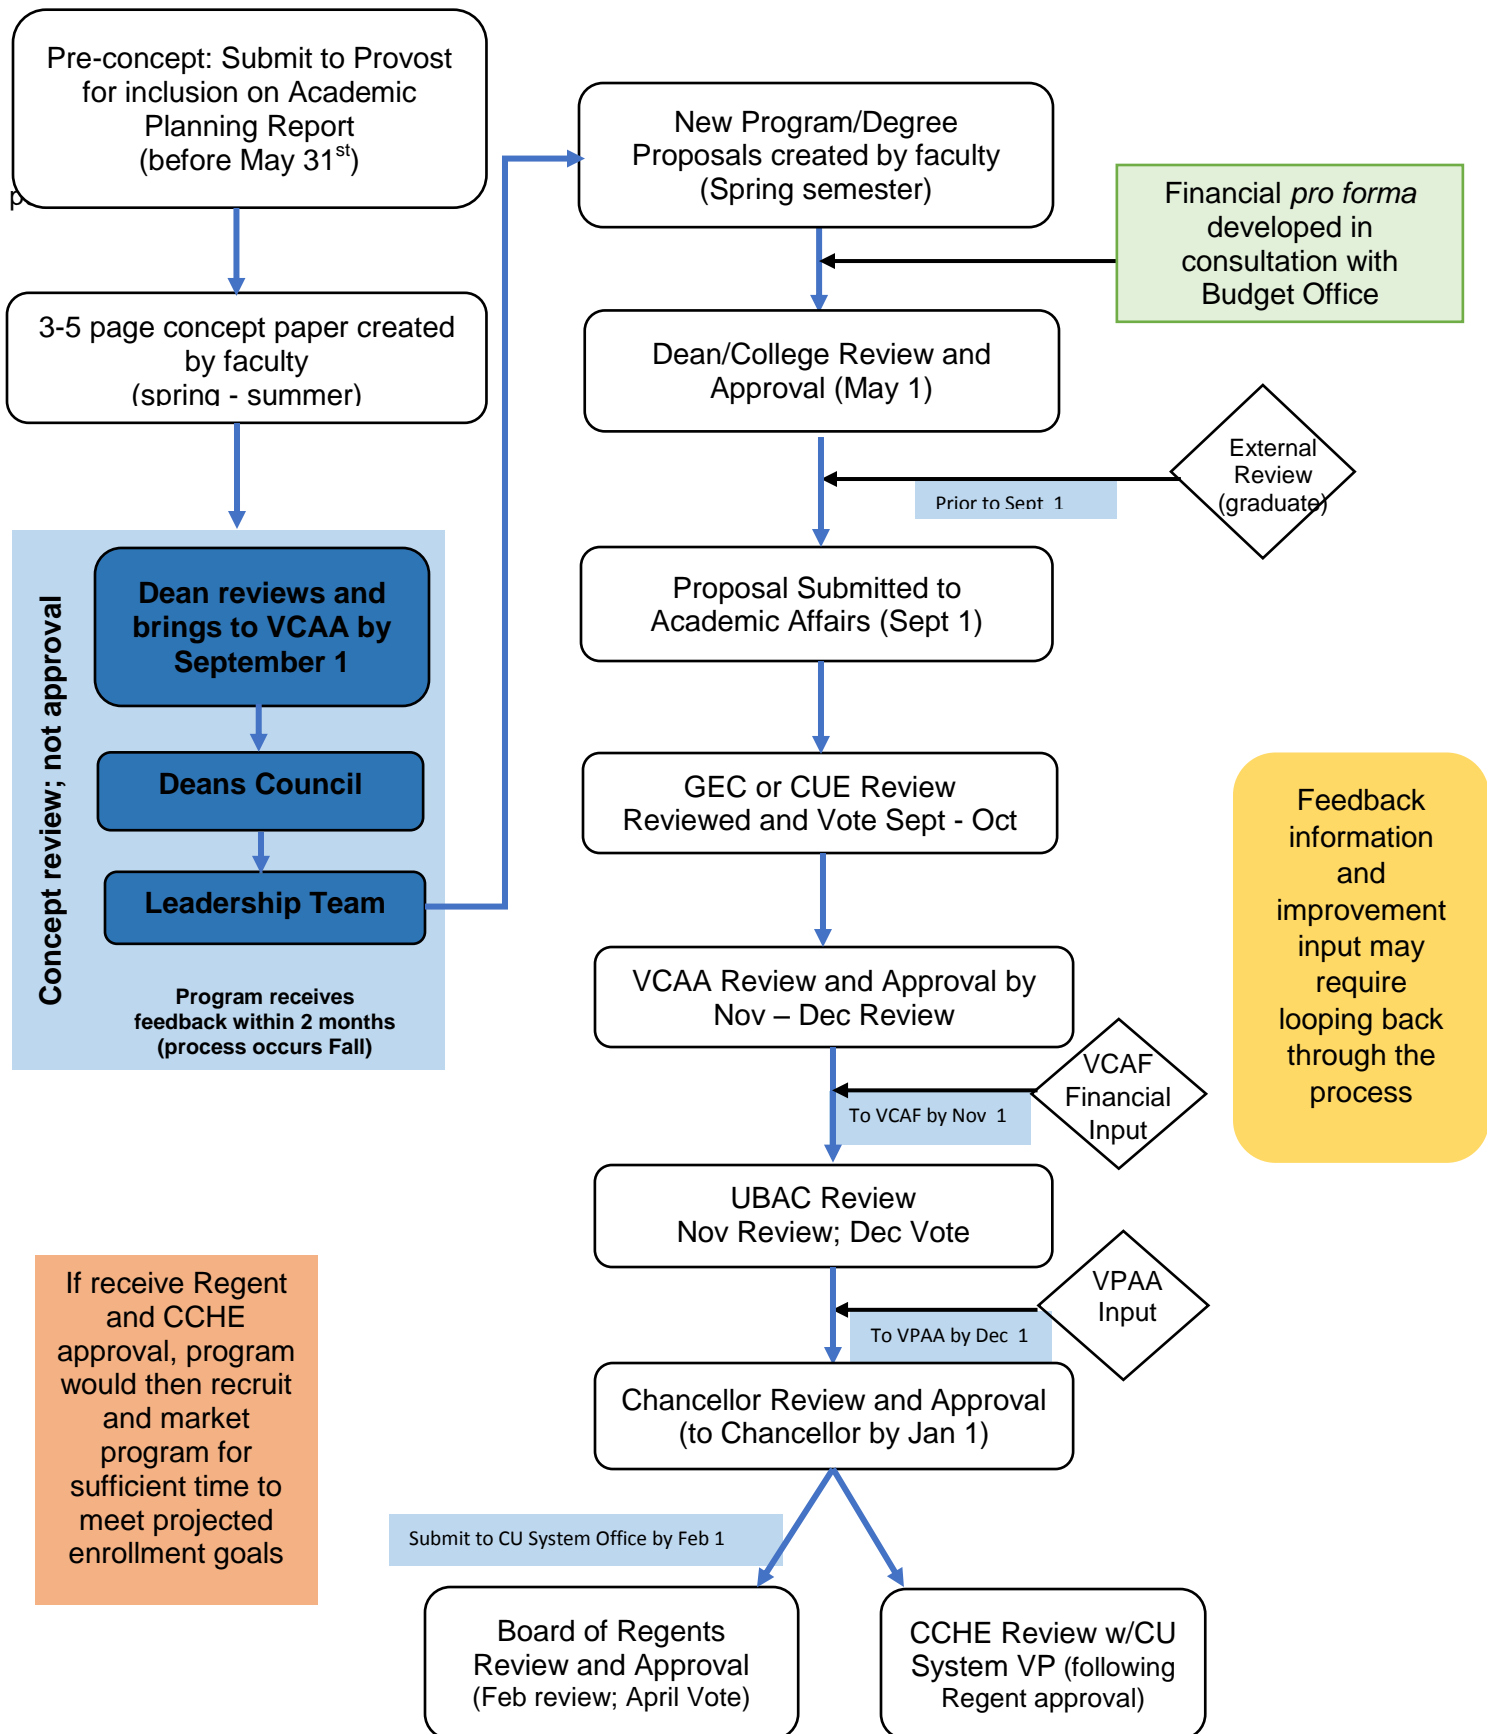 Pre-concept: Submit to Provost
for inclusion on Academic
Planning Report
(before May 31st)
p
3-5 page concept paper created
by faculty
(spring - summer)
Concept review; not approval
Dean reviews and
brings to VCAA by
September 1
Deans Council
Leadership Team
Program receives
feedback within 2 months
(process occurs Fall)
New Program/Degree
Proposals created by faculty
(Spring semester)
Financial pro forma
developed in
consultation with
Budget Office
Dean/College Review and
Approval (May 1)
External
Review
(graduate)
Prior to Sept 1
Proposal Submitted to
Academic Affairs (Sept 1)
GEC or CUE Review
Reviewed and Vote Sept - Oct
VCAA Review and Approval by
Nov – Dec Review
VCAF
Financial
Input
To VCAF by Nov 1
UBAC Review
Nov Review; Dec Vote
VPAA
Input
To VPAA by Dec 1
Chancellor Review and Approval
(to Chancellor by Jan 1)
Submit to CU System Office by Feb 1
Board of Regents
Review and Approval
(Feb review; April Vote)
CCHE Review w/CU
System VP (following
Regent approval)
Feedback
information
and
improvement
input may
require
looping back
through the
process
If receive Regent
and CCHE
approval, program
would then recruit
and market
program for
sufficient time to
meet projected
enrollment goals